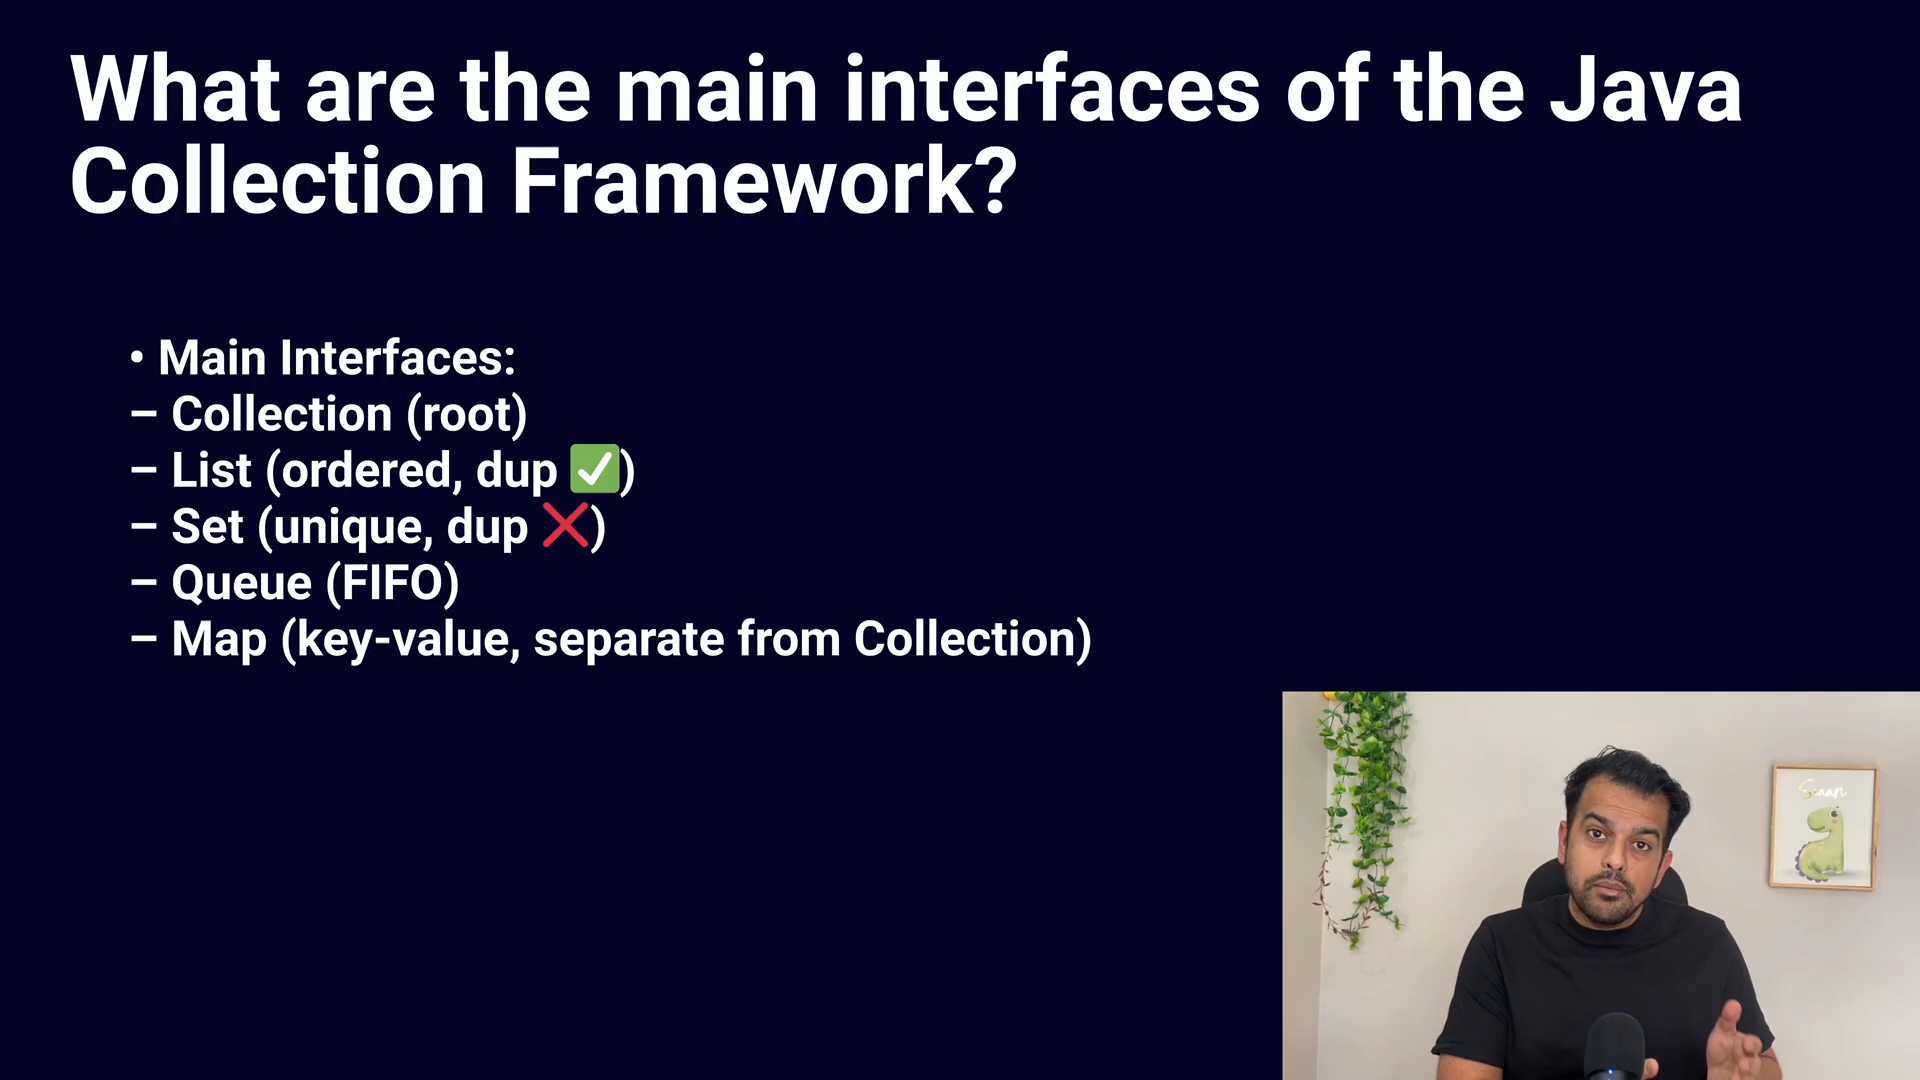 What are the main interfaces of the Java
Collection Framework?
• Main Interfaces:
– Collection (root)
– List (ordered, dup ✅)
– Set (unique, dup ❌)
– Queue (FIFO)
– Map (key-value, separate from Collection)